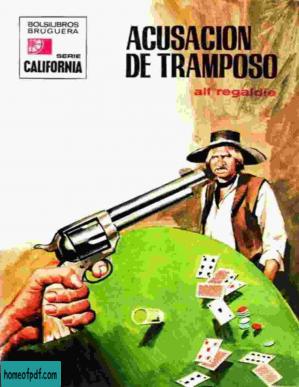 BOLSILIBROS
BRUGUERA
SERIE
CALIFORNIA
ACUSACION
DE TRAMPOSO
alf regaldie
homeofpdf.com